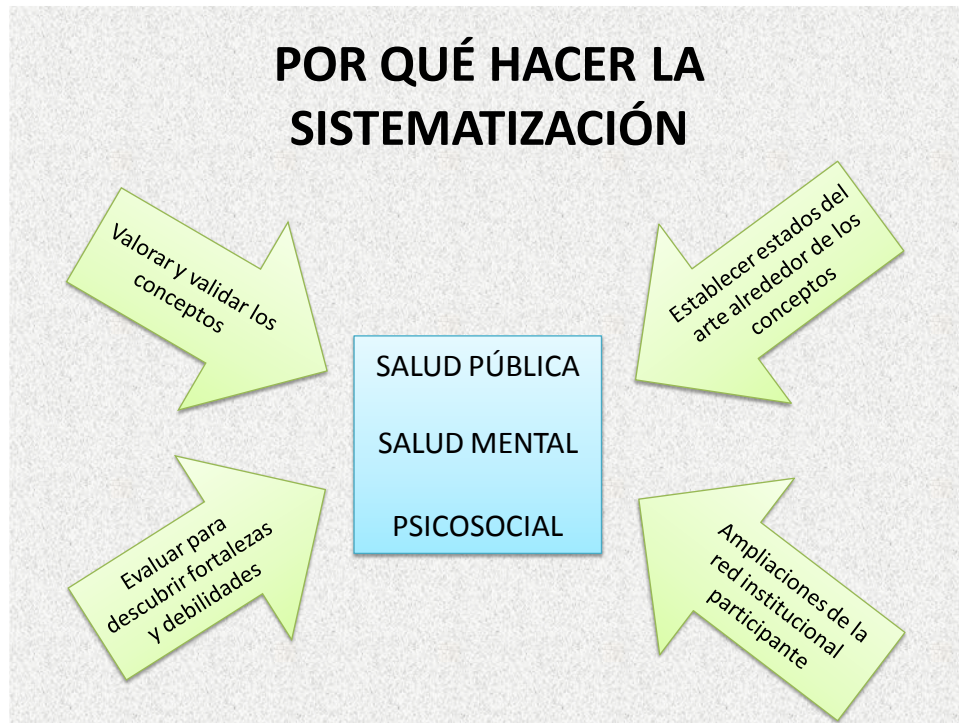 POR QUÉ HACER LA
SISTEMATIZACIÓN
Valorar y validar los
conceptos
Establecer estados del
arte alrededor de los
conceptos
SALUD PÚBLICA
SALUD MENTAL
PSICOSOCIAL
Evaluar para
descubrir fortalezas
y debilidades
Ampliaciones de la
red institucional
participante